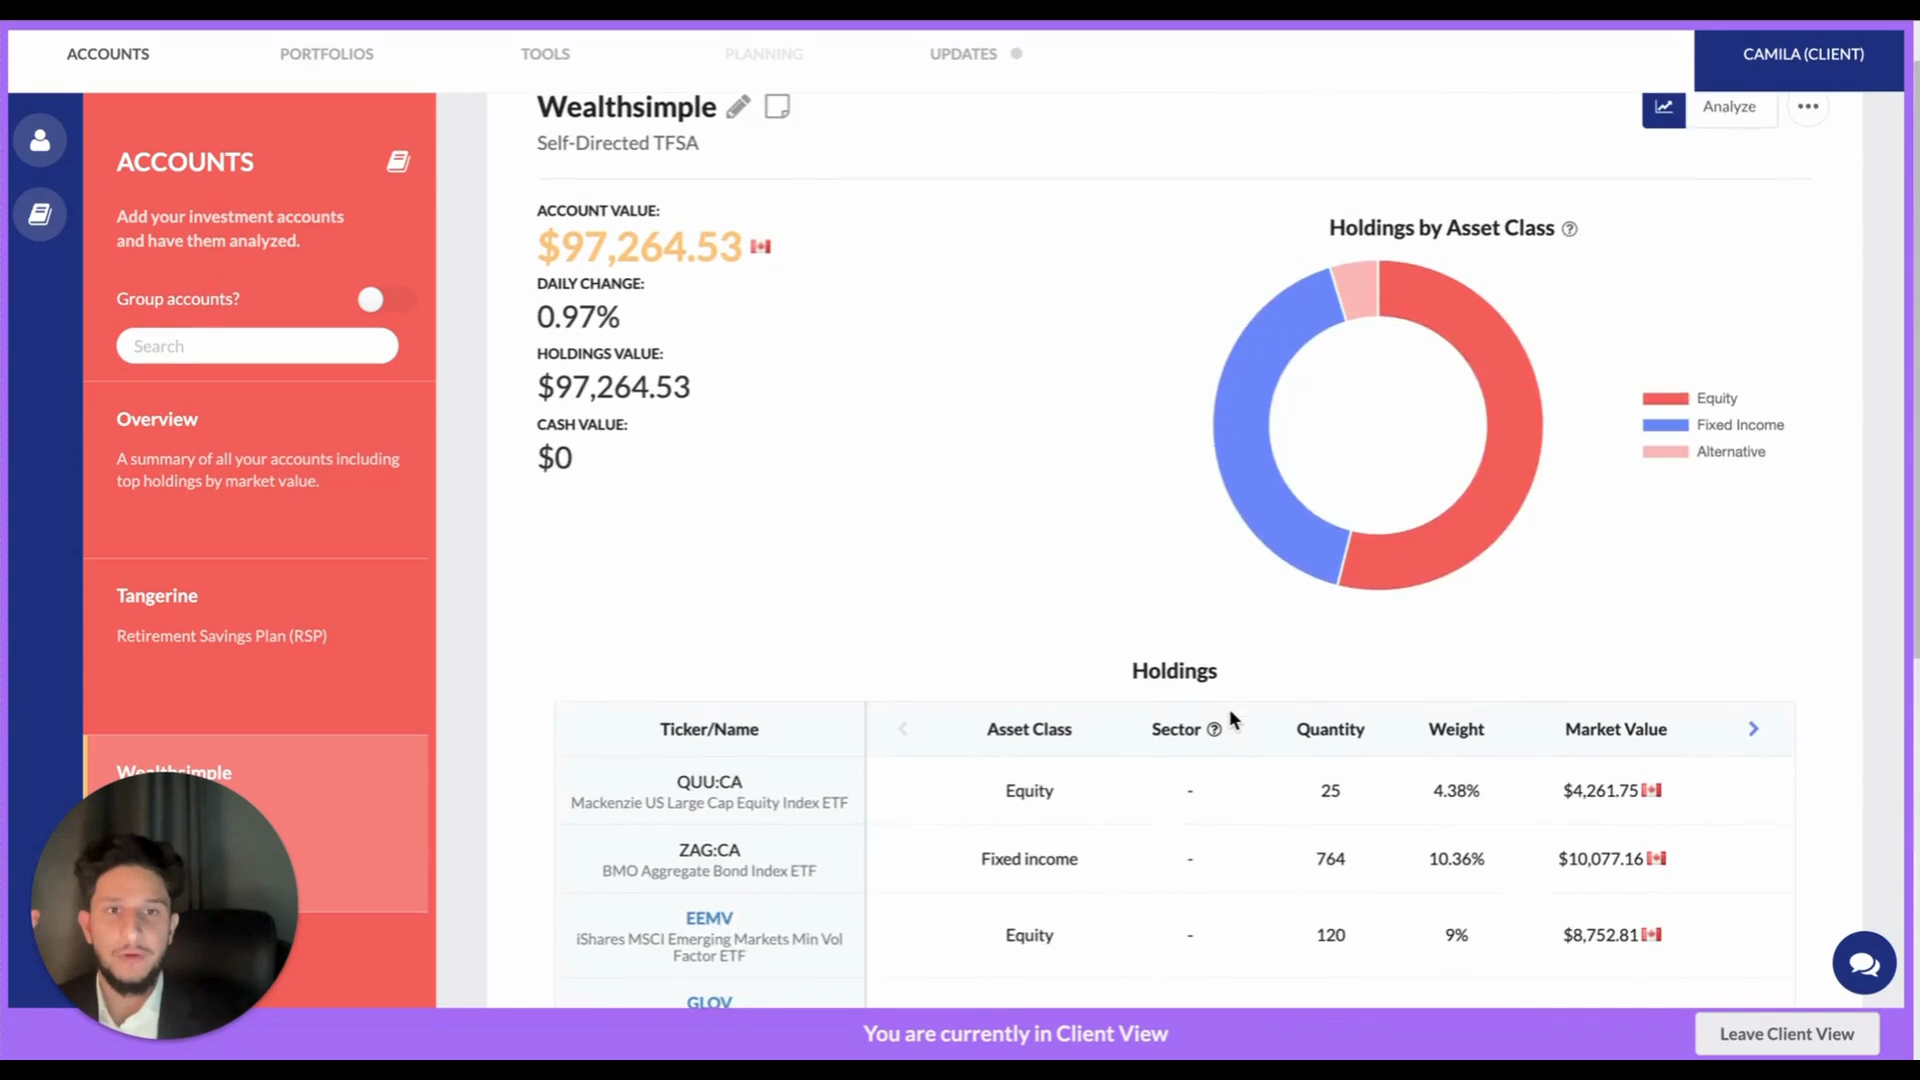 ACCOUNTS
PORTFOLIOS
TOOLS
PLANNING
UPDATES
CAMILA (CLIENT)
ACCOUNTS
Add your investment accounts
and have them analyzed.
Group accounts?
Search
Overview
A summary of all your accounts including
top holdings by market value.
Tangerine
Retirement Savings Plan (RSP)
Wealthsimple
Wealthsimple
Self-Directed TFSA
Analyze
ACCOUNT VALUE:
$97,264.53
DAILY CHANGE:
0.97%
HOLDINGS VALUE:
$97,264.53
CASH VALUE:
$0
Holdings by Asset Class
Equity
Fixed Income
Alternative
Holdings
Ticker/Name Asset Class Sector Quantity Weight Market Value
QUU:CA
Mackenzie US Large Cap Equity Index ETF
Equity - 25 4.38% $4,261.75
ZAG:CA
BMO Aggregate Bond Index ETF
Fixed income - 764 10.36% $10,077.16
EEMV
iShares MSCI Emerging Markets Min Vol
Factor ETF
Equity - 120 9% $8,752.81
GLOV
You are currently in Client View
Leave Client View